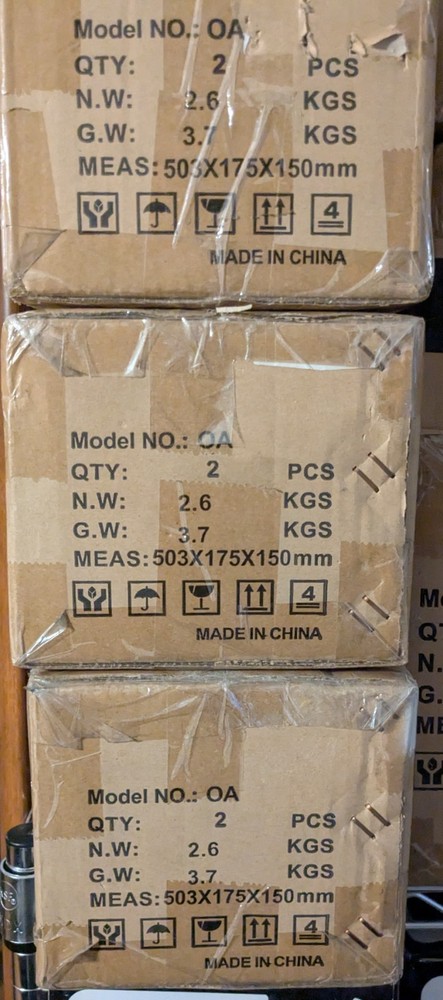 Model NO.: OA
QTY: 2 PCS
N.W: 2.6 KGS
G.W: 3.7 KGS
MEAS: 503X175X150mm
4
MADE IN CHINA
Model NO.: OA
QTY: 2 PCS
N.W: 2.6 KGS
G.W: 3.7 KGS
MEAS: 503X175X150mm
4
MADE IN CHINA
Model NO.: OA
QTY: 2 PCS
N.W: 2.6 KGS
G.W: 3.7 KGS
MEAS: 503X175X150mm
4
MADE IN CHINA